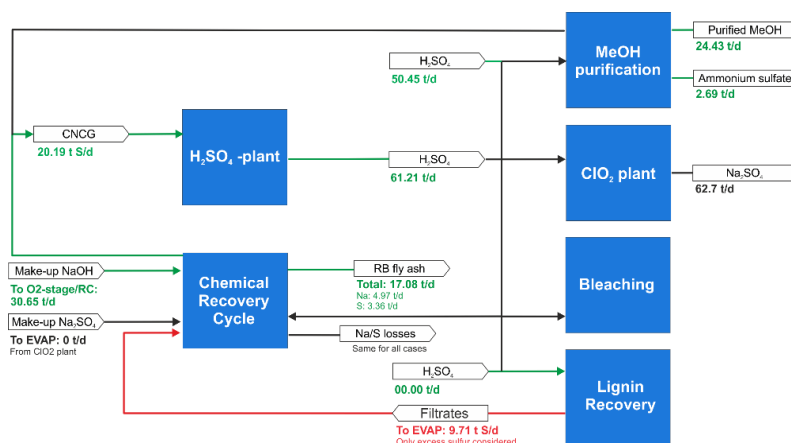 MeOH
purification
Purified MeOH
24.43 t/d
Ammonium sulfate
2.69 t/d
H₂SO₄
50.45 t/d
CNCG
20.19 t S/d
H₂SO₄ -plant
H₂SO₄
61.21 t/d
ClO₂ plant
Na₂SO₄
62.7 t/d
Make-up NaOH
To O2-stage/RC:
30.65 t/d
Make-up Na₂SO₄
To EVAP: 0 t/d
From ClO2 plant
Chemical
Recovery
Cycle
RB fly ash
Total: 17.08 t/d
Na: 4.97 t/d
S: 3.36 t/d
Na/S losses
Same for all cases
Bleaching
H₂SO₄
00.00 t/d
Lignin
Recovery
Filtrates
To EVAP: 9.71 t S/d
Only excess sulfur considered